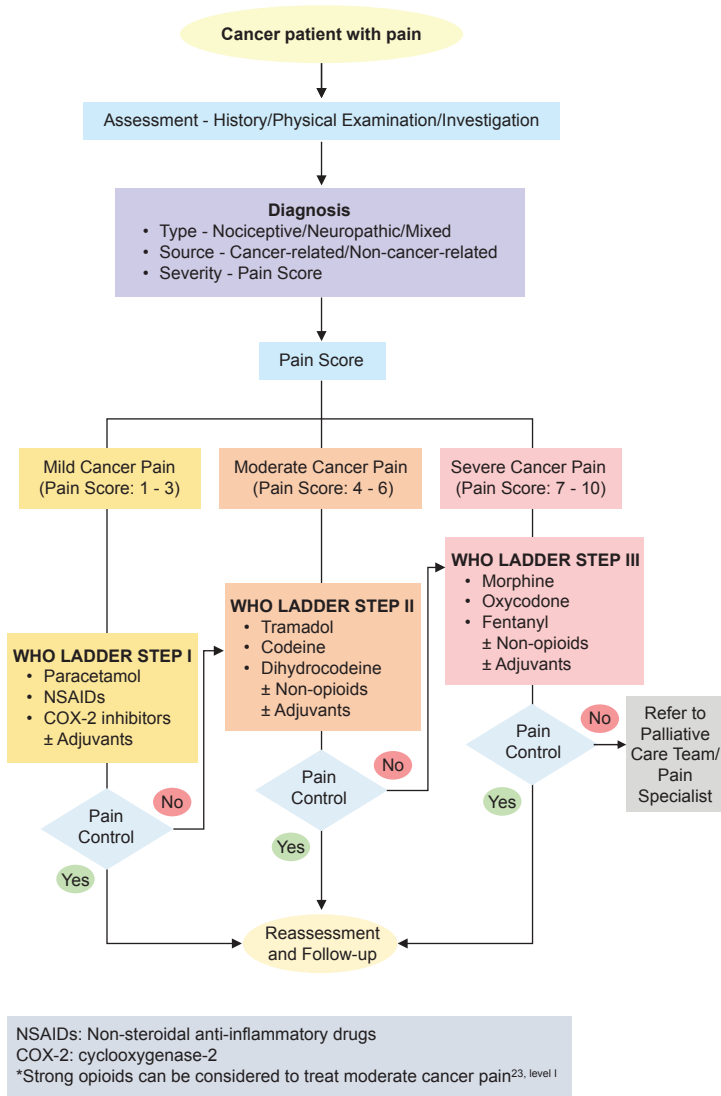 Cancer patient with pain
Assessment - History/Physical Examination/Investigation
Diagnosis
• Type - Nociceptive/Neuropathic/Mixed
• Source - Cancer-related/Non-cancer-related
• Severity - Pain Score
Pain Score
Mild Cancer Pain
(Pain Score: 1 - 3)
Moderate Cancer Pain
(Pain Score: 4 - 6)
Severe Cancer Pain
(Pain Score: 7 - 10)
WHO LADDER STEP I
• Paracetamol
• NSAIDs
• COX-2 inhibitors
± Adjuvants
Pain
Control
No
Yes
WHO LADDER STEP II
• Tramadol
• Codeine
• Dihydrocodeine
± Non-opioids
± Adjuvants
Pain
Control
No
Yes
WHO LADDER STEP III
• Morphine
• Oxycodone
• Fentanyl
± Non-opioids
± Adjuvants
Pain
Control
No
Yes
Refer to
Palliative
Care Team/
Pain
Specialist
Reassessment
and Follow-up
NSAIDs: Non-steroidal anti-inflammatory drugs
COX-2: cyclooxygenase-2
*Strong opioids can be considered to treat moderate cancer pain23, level I